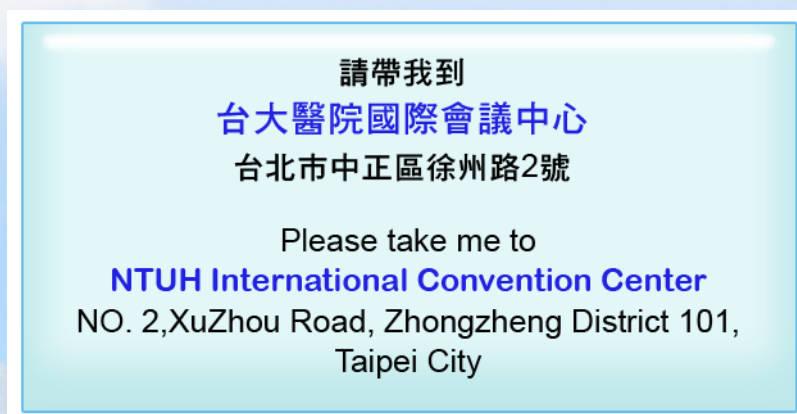 請帶我到
台大醫院國際會議中心
台北市中正區徐州路2號
Please take me to
NTUH International Convention Center
NO. 2,XuZhou Road, Zhongzheng District 101,
Taipei City